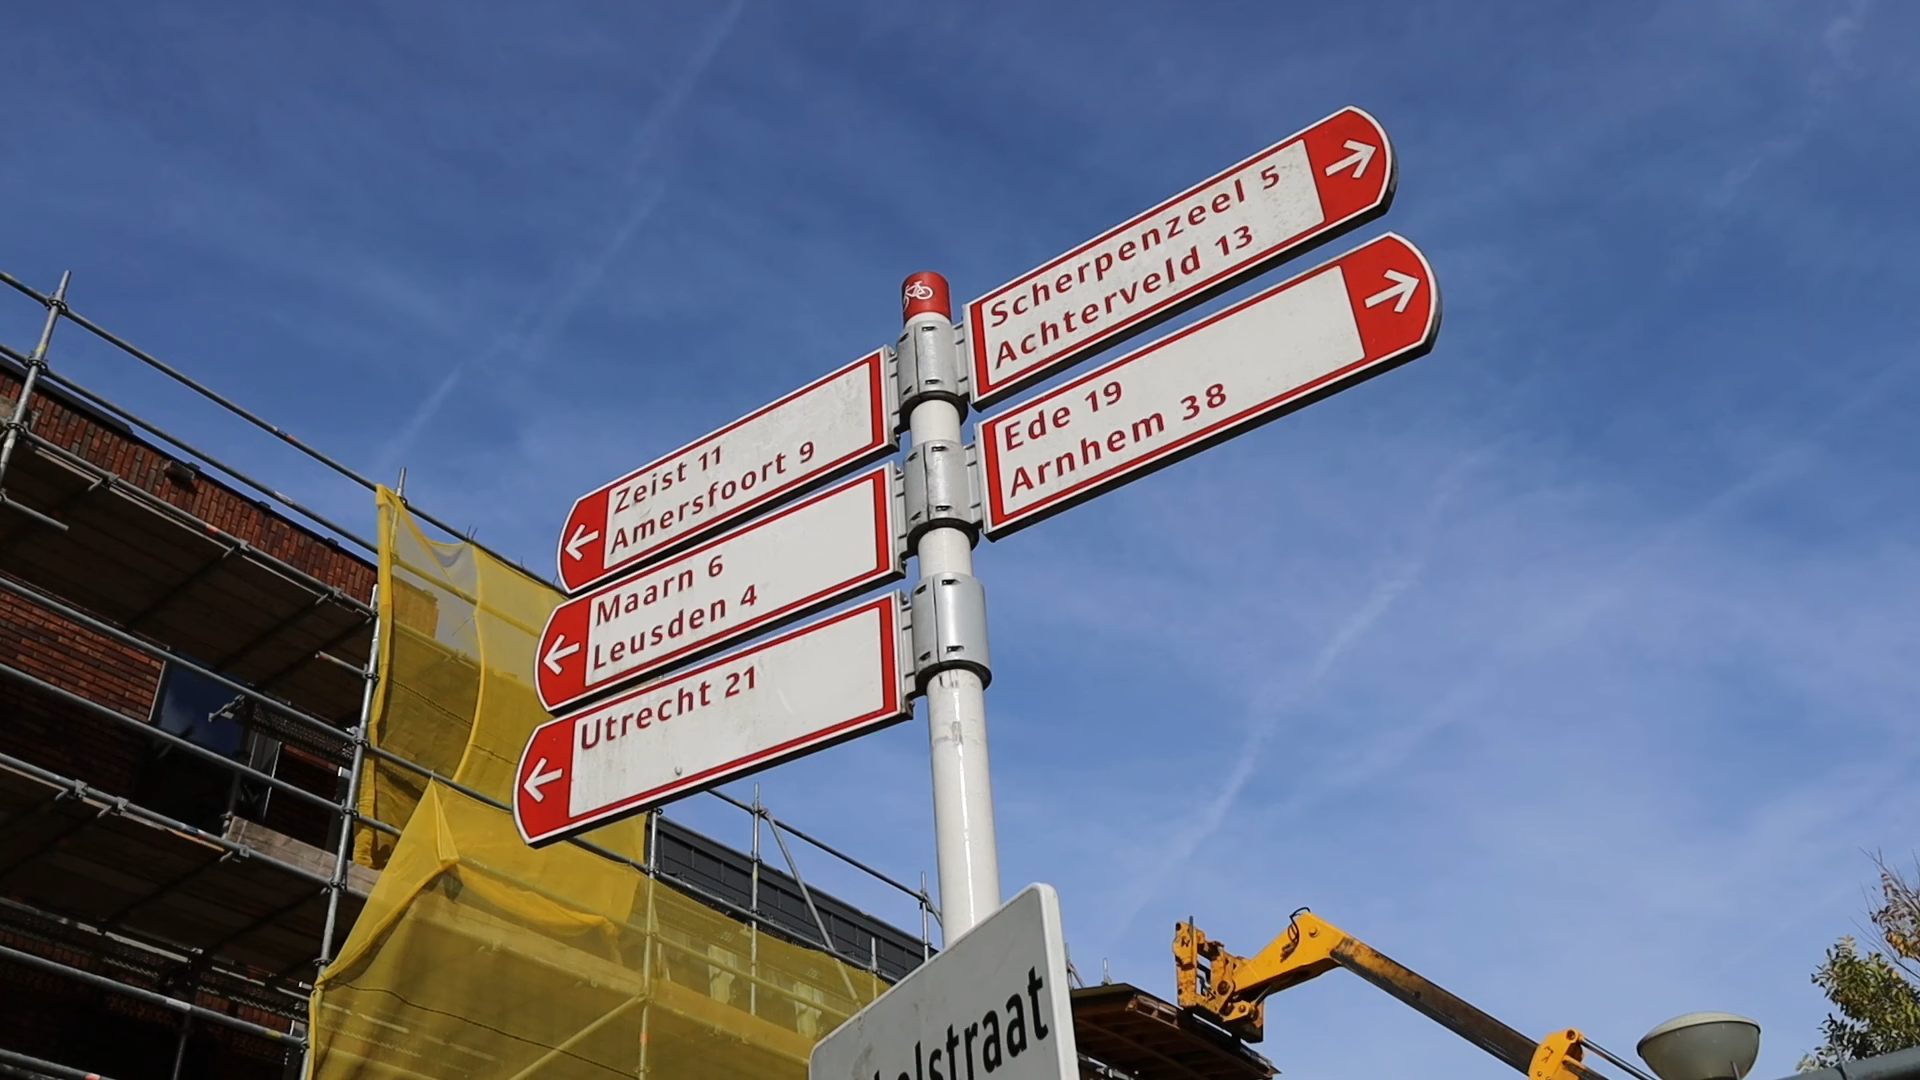 Scherpenzeel 5
Achterveld 13
Ede 19
Arnhem 38
Zeist 11
Amersfoort 9
Maarn 6
Leusden 4
Utrecht 21